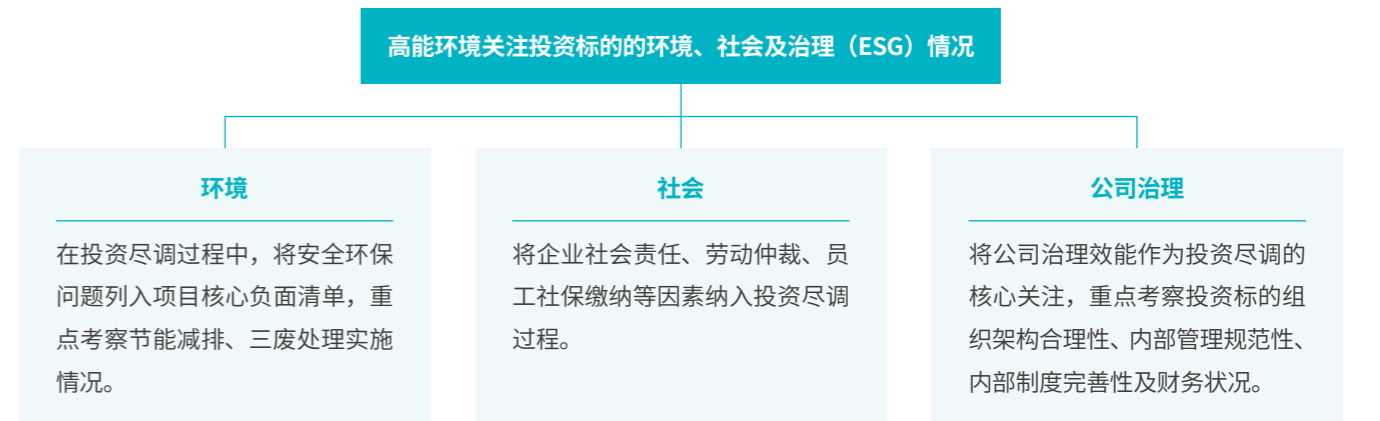 高能环境关注投资标的的环境、社会及治理（ESG）情况
环境
在投资尽调过程中，将安全环保
问题列入项目核心负面清单，重
点考察节能减排、三废处理实施
情况。
社会
将企业社会责任、劳动仲裁、员
工社保缴纳等因素纳入投资尽调
过程。
公司治理
将公司治理效能作为投资尽调的
核心关注，重点考察投资标的组
织架构合理性、内部管理规范性、
内部制度完善性及财务状况。